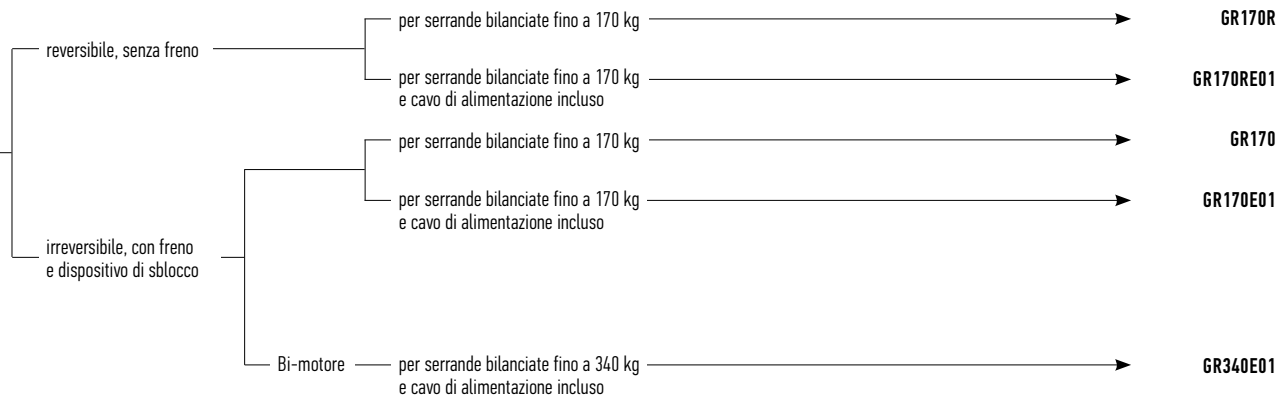 per serrande bilanciate fino a 170 kg
GR170R
reversibile, senza freno
per serrande bilanciate fino a 170 kg
e cavo di alimentazione incluso
GR170RE01
per serrande bilanciate fino a 170 kg
GR170
per serrande bilanciate fino a 170 kg
e cavo di alimentazione incluso
GR170E01
irreversibile, con freno
e dispositivo di sblocco
Bi-motore
per serrande bilanciate fino a 340 kg
e cavo di alimentazione incluso
GR340E01